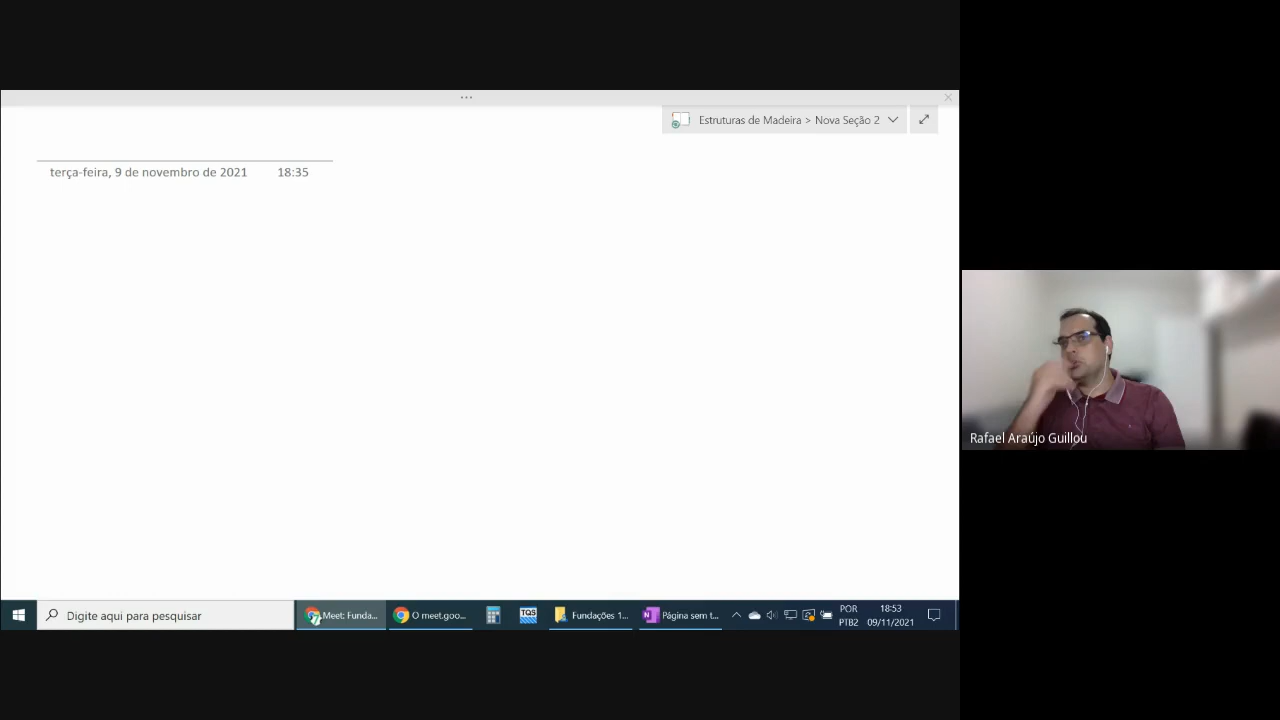 ...
Estruturas de Madeira > Nova Seção 2
terça-feira, 9 de novembro de 2021 18:35
Rafael Araújo Guillou
Digite aqui para pesquisar
Meet: Funda...
O meet.goo...
TQS
Fundações 1...
N
Página sem t...
POR
PTB2
18:53
09/11/2021